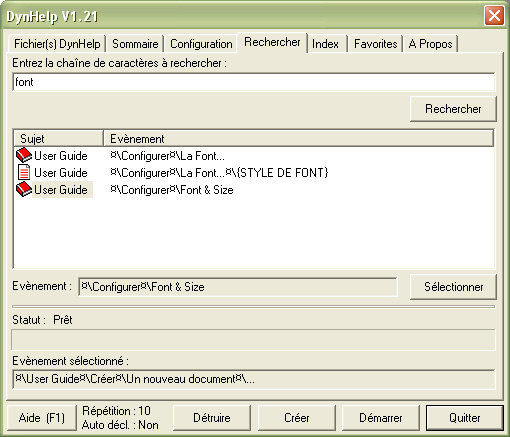 DynHelp V1.21
Fichier(s) DynHelp Sommaire Configuration Rechercher Index Favorites A Propos
Entrez la chaîne de caractères à rechercher :
font
Rechercher
Sujet Evènement
User Guide ¤\Configurer¤\La Font...
User Guide ¤\Configurer¤\La Font...¤\{STYLE DE FONT}
User Guide ¤\Configurer¤\Font & Size
Evènement : ¤\Configurer¤\Font & Size Sélectionner
Statut : Prêt
Evènement sélectionné :
¤\User Guide¤\Créer¤\Un nouveau document¤\...
Aide (F1) Répétition : 10 Détruire Créer Démarrer Quitter
Auto décl. : Non